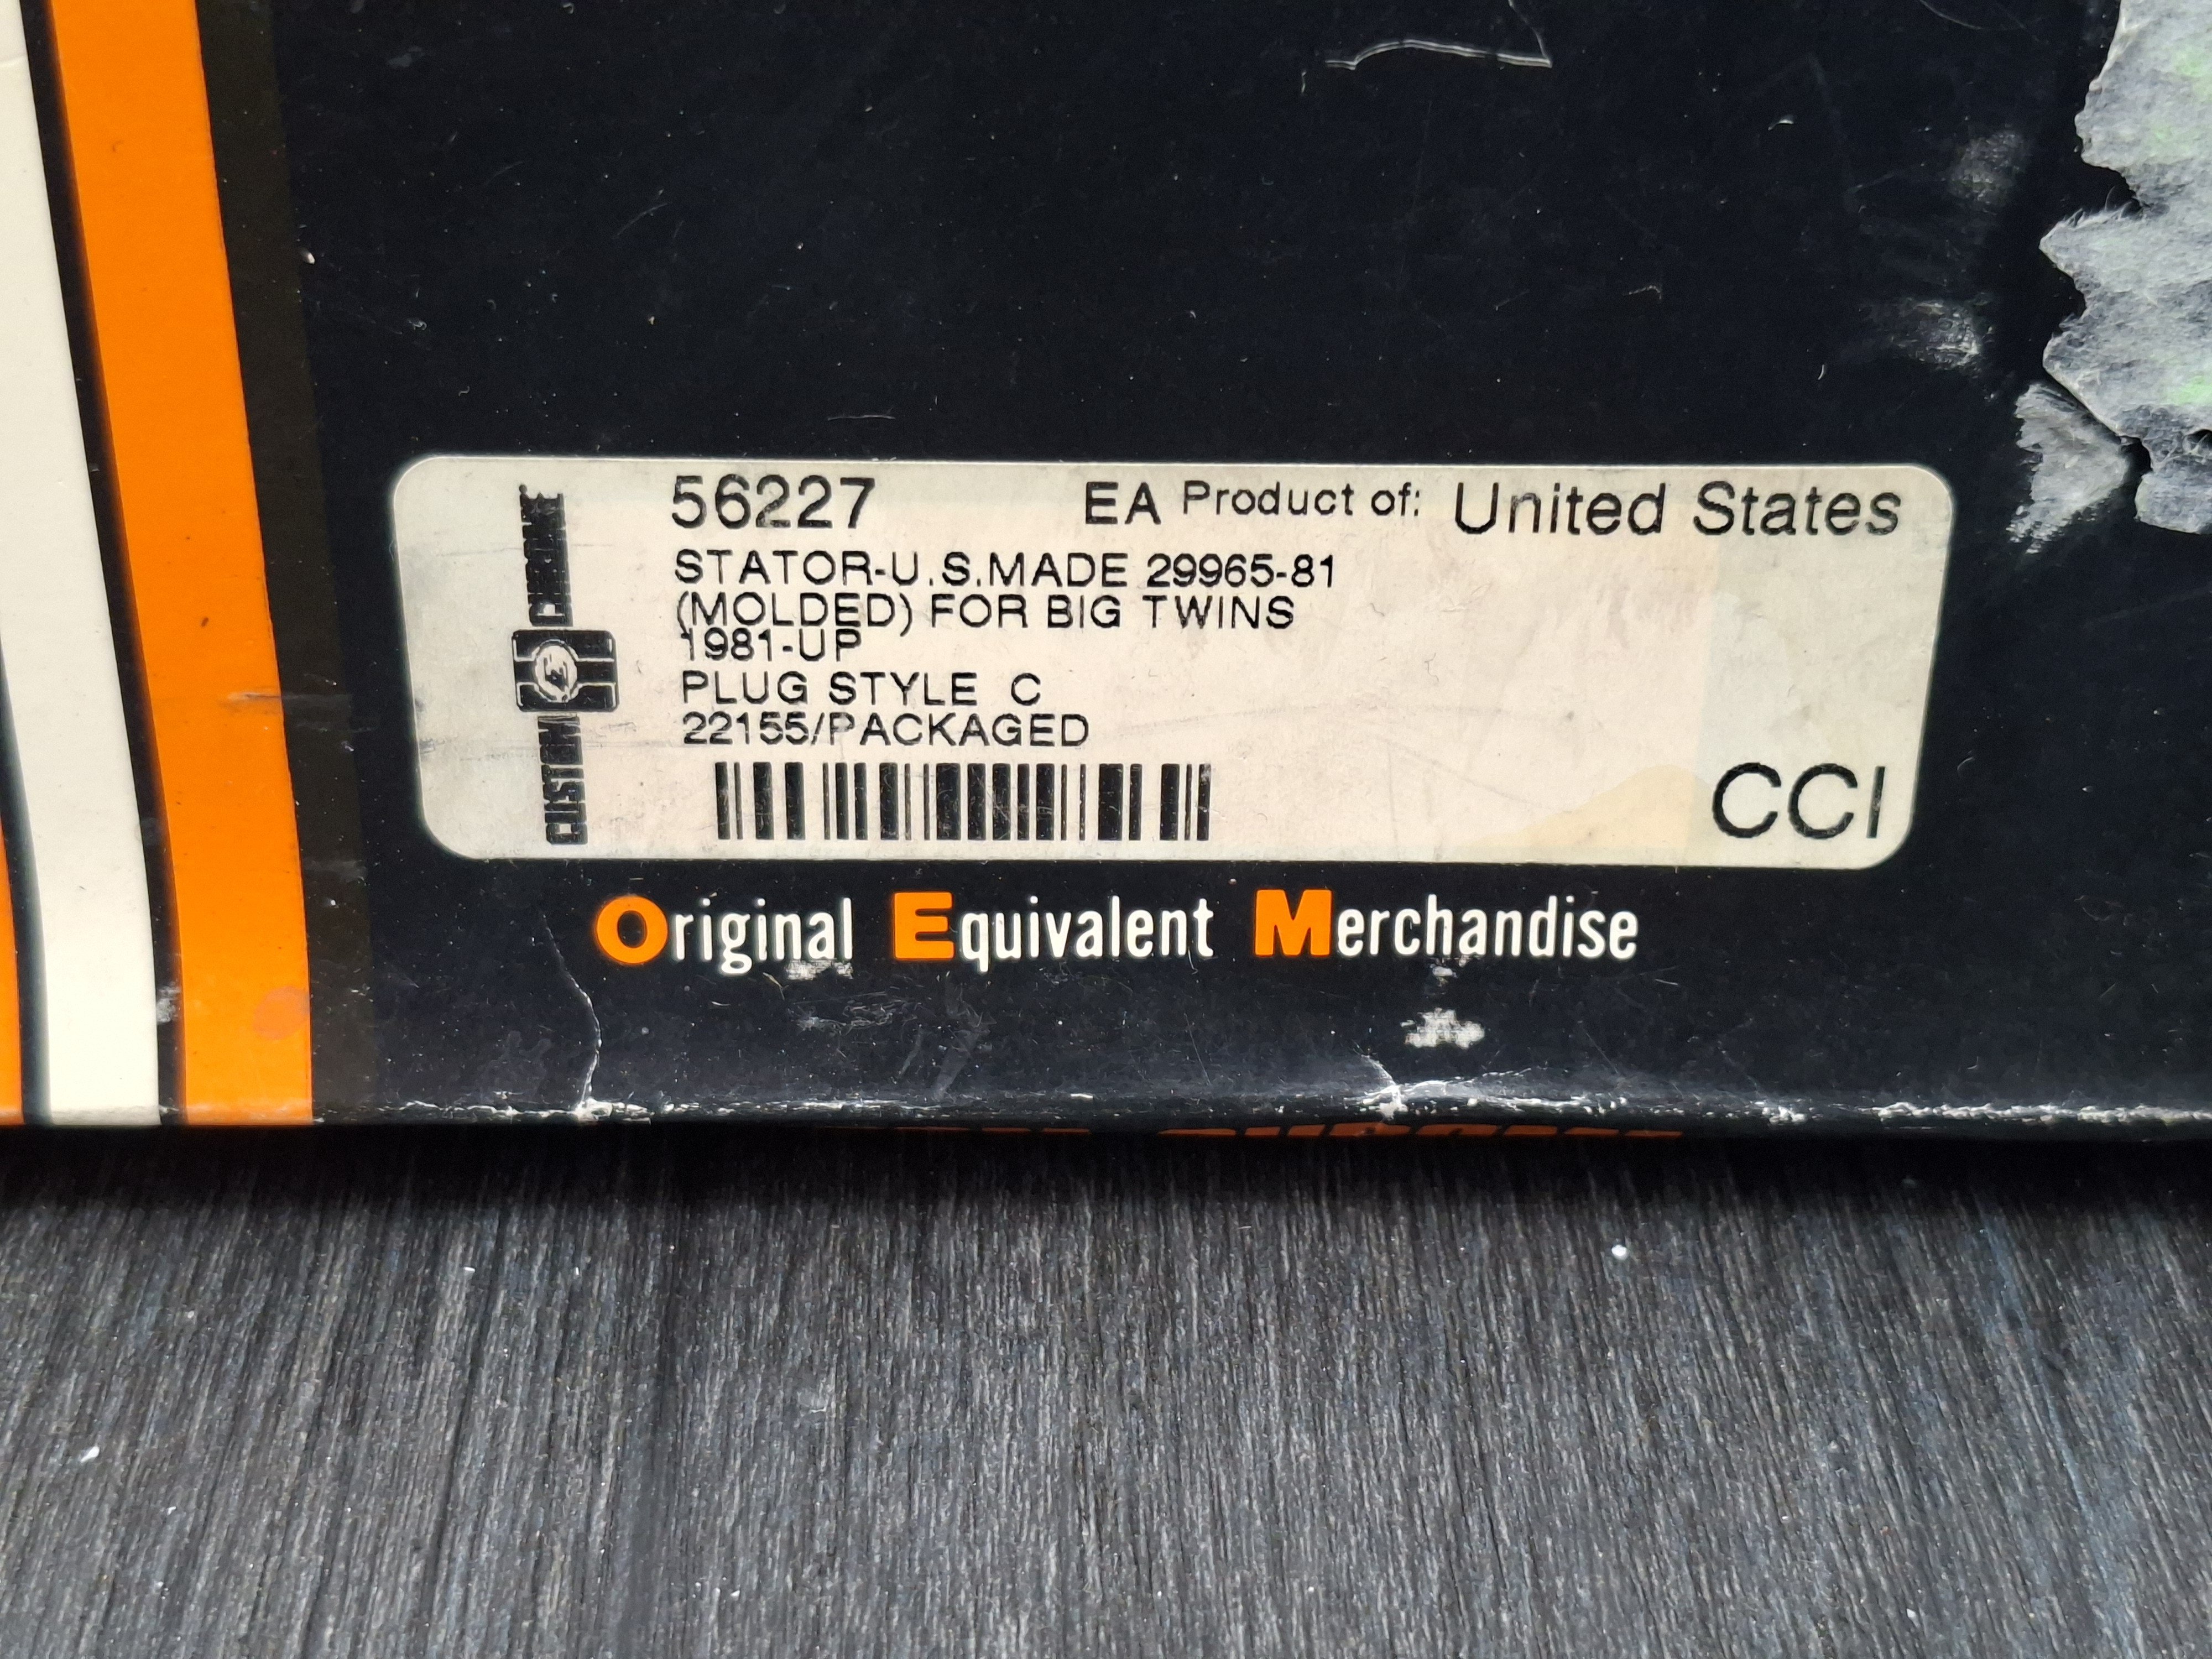 56227 EA Product of: United States
STATOR-U.S.MADE 29965-81
(MOLDED) FOR BIG TWINS
1981-UP
PLUG STYLE C
22155/PACKAGED
CUSTOM CHROME
CCI
Original Equivalent Merchandise